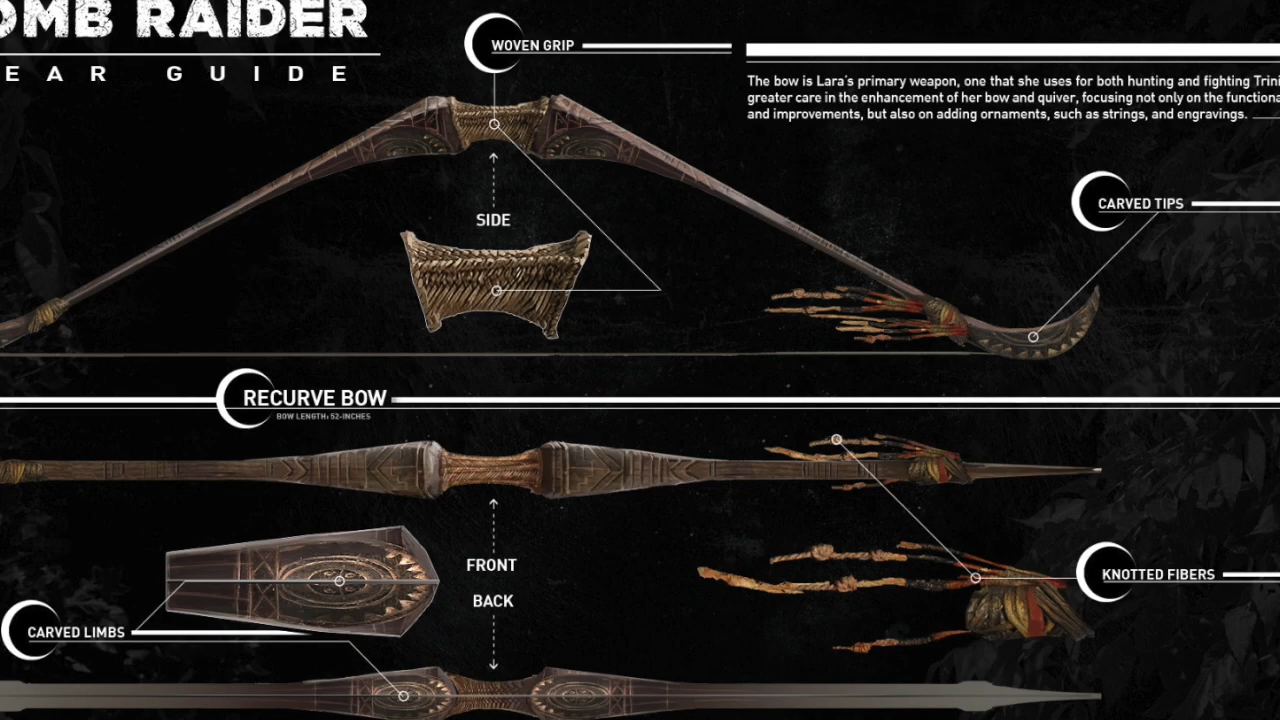 OMB RAIDER
EAR GUIDE
WOVEN GRIP
The bow is Lara's primary weapon, one that she uses for both hunting and fighting Trini
greater care in the enhancement of her bow and quiver, focusing not only on the functiona
and improvements, but also on adding ornaments, such as strings, and engravings.
CARVED TIPS
SIDE
RECURVE BOW
BOW LENGTH: 52-INCHES
FRONT
BACK
KNOTTED FIBERS
CARVED LIMBS